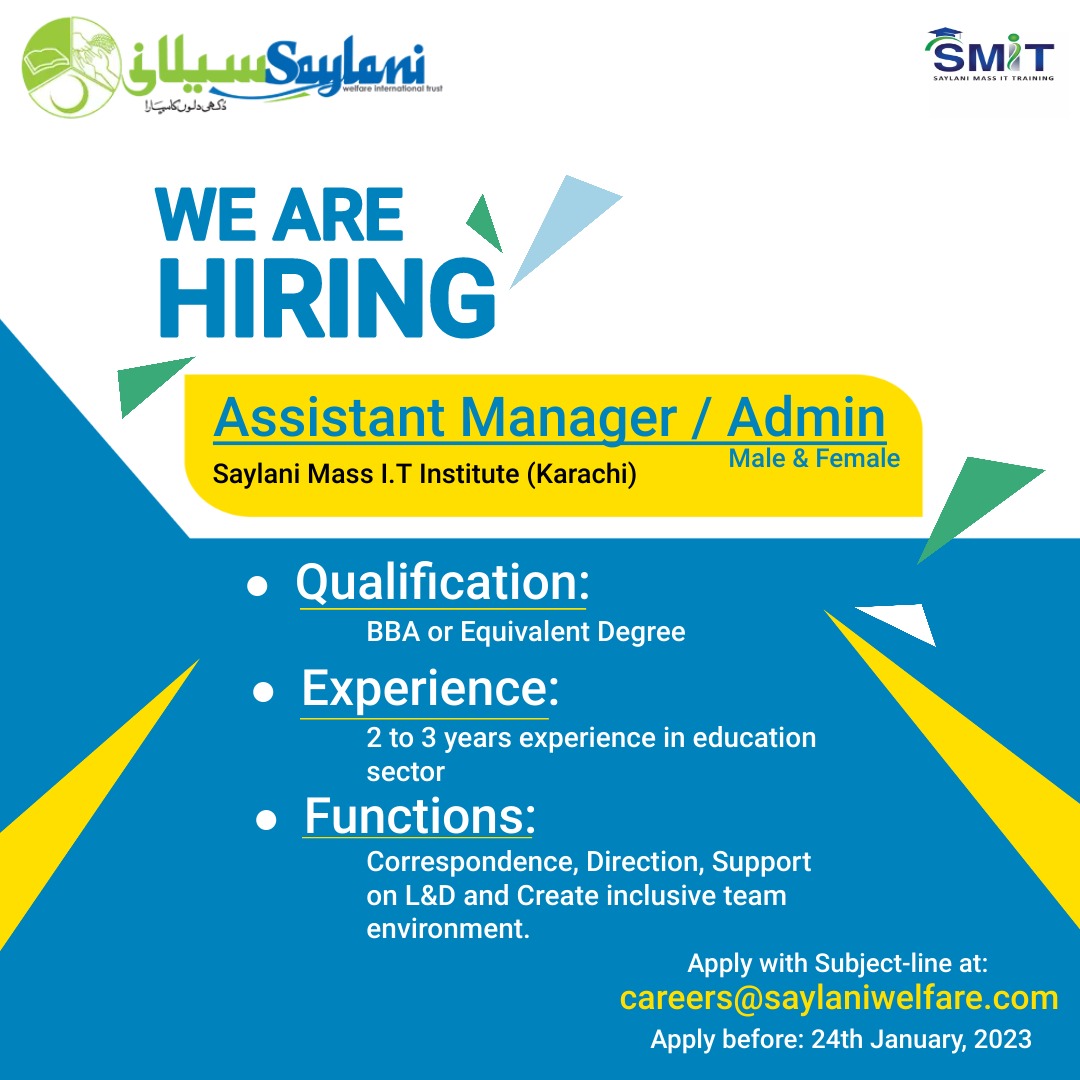 سیلانی Saylani
welfare international trust
دُکھی دلوں کا سہارا
SMiT
SAYLANI MASS IT TRAINING
WE ARE
HIRING
Assistant Manager / Admin
Male & Female
Saylani Mass I.T Institute (Karachi)
● Qualification:
BBA or Equivalent Degree
● Experience:
2 to 3 years experience in education
sector
● Functions:
Correspondence, Direction, Support
on L&D and Create inclusive team
environment.
Apply with Subject-line at:
careers@saylaniwelfare.com
Apply before: 24th January, 2023